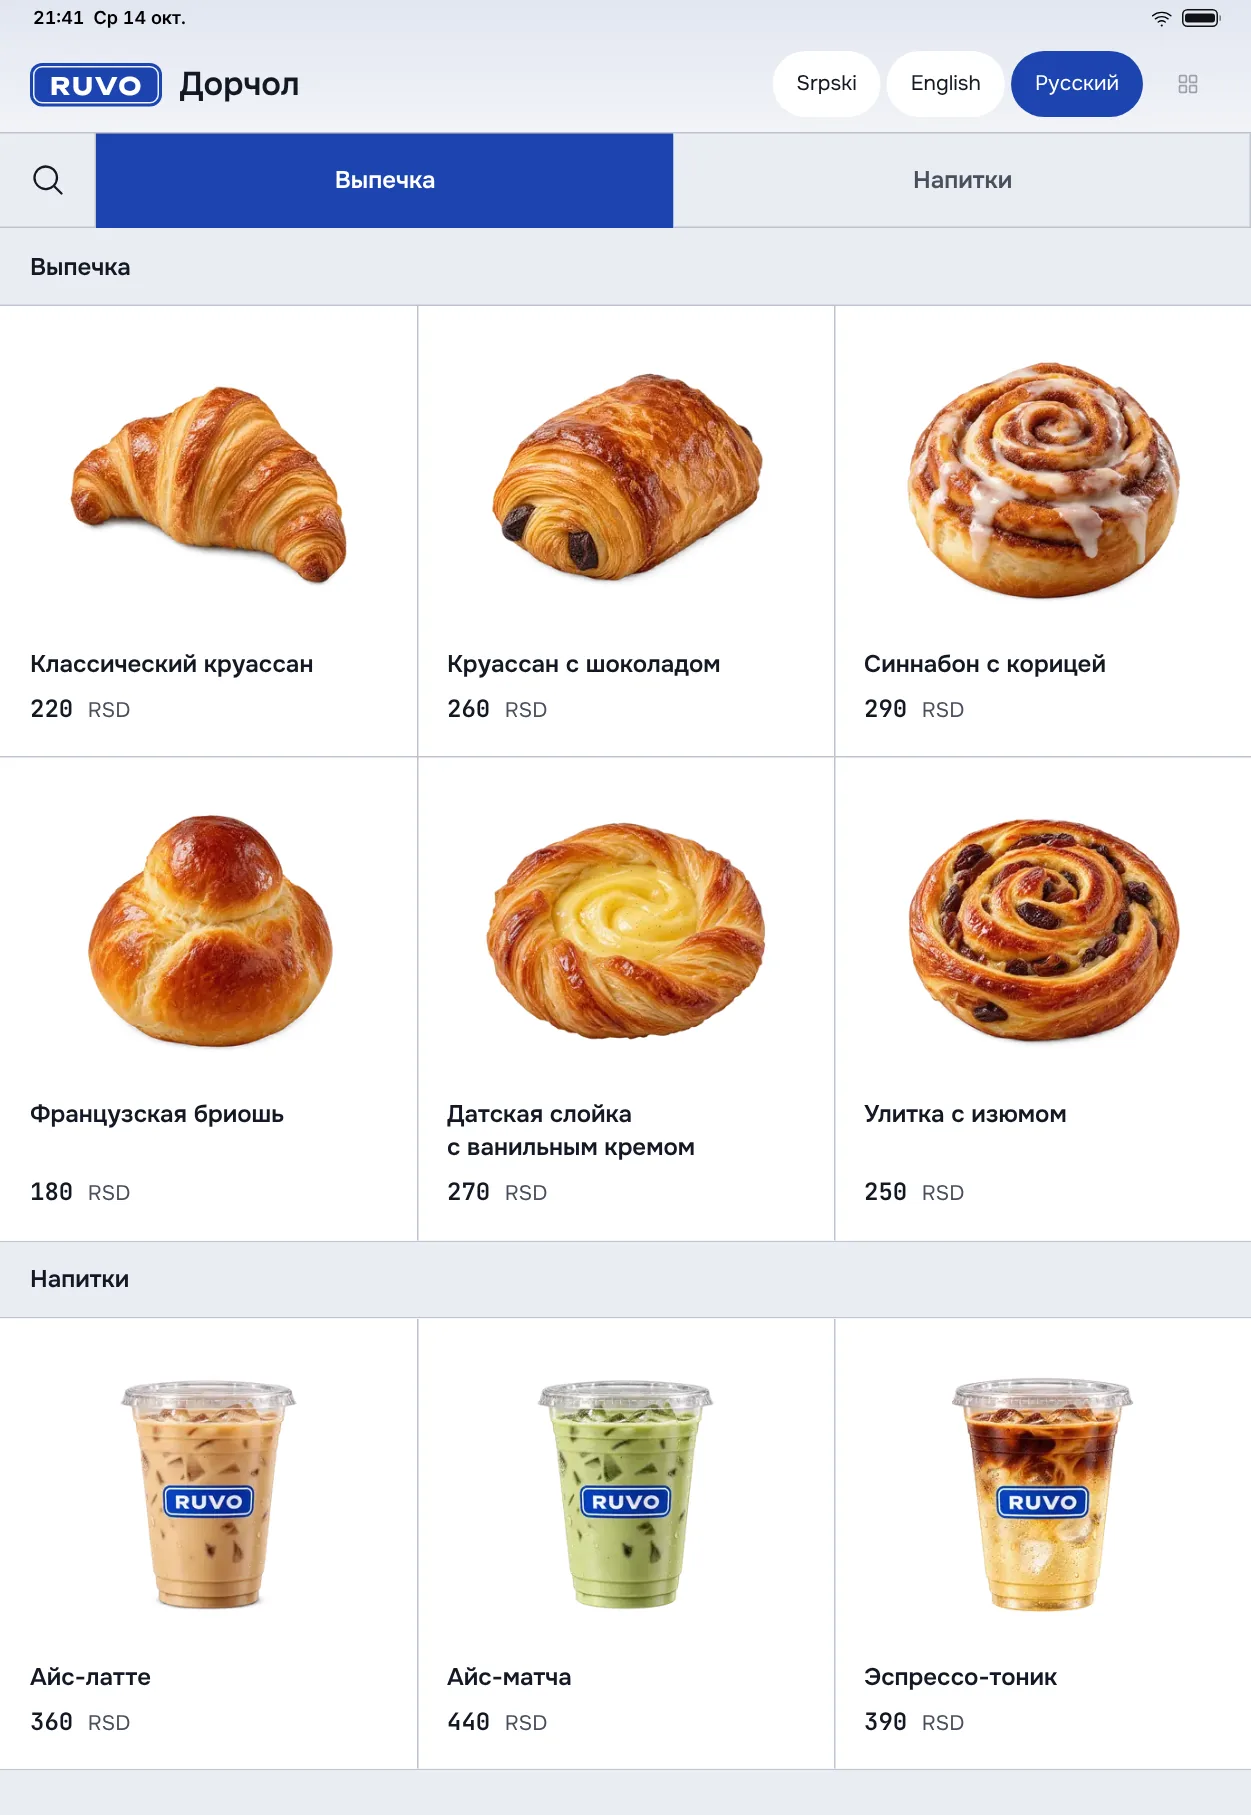 21:41 Ср 14 окт.
RUVO Дорчол
Srpski English Русский
Выпечка Напитки
Выпечка
Классический круассан
220 RSD
Круассан с шоколадом
260 RSD
Синнабон с корицей
290 RSD
Французская бриошь
180 RSD
Датская слойка
с ванильным кремом
270 RSD
Улитка с изюмом
250 RSD
Напитки
RUVO
Айс-латте
360 RSD
RUVO
Айс-матча
440 RSD
RUVO
Эспрессо-тоник
390 RSD